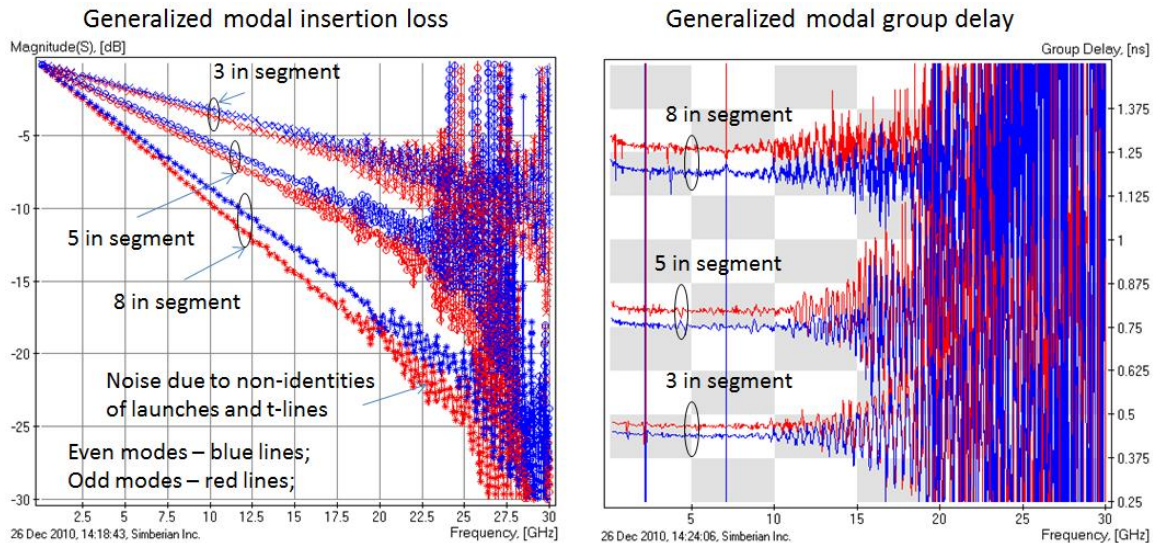 Generalized modal insertion loss
Magnitude(S), [dB]
3 in segment
-5
-10
5 in segment
-15
8 in segment
-20
Noise due to non-identities
of launches and t-lines
-25
Even modes – blue lines;
Odd modes – red lines;
-30
2.5 5 7.5 10 12.5 15 17.5 20 22.5 25 27.5 30
26 Dec 2010, 14:18:43, Simberian Inc.
Frequency, [GHz]
Generalized modal group delay
Group Delay, [ns]
1.375
8 in segment
1.25
1.125
1
5 in segment
0.875
0.75
0.625
3 in segment
0.5
0.375
0.25
5 10 15 20 25 30
26 Dec 2010, 14:24:06, Simberian Inc.
Frequency, [GHz]